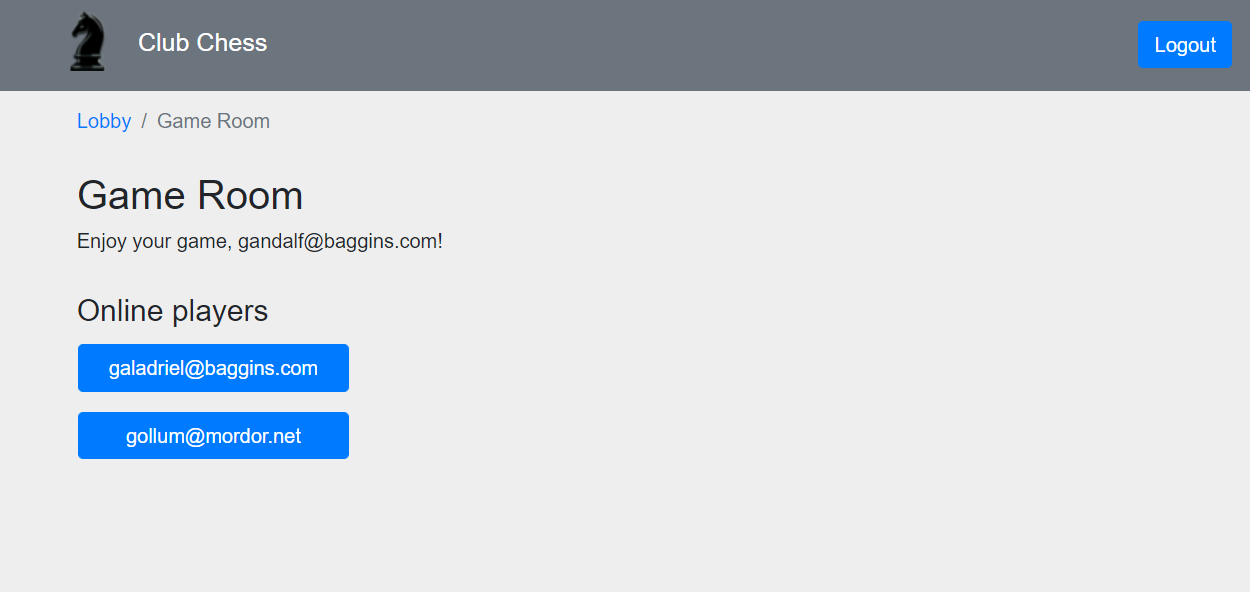 Club Chess
Logout
Lobby / Game Room
Game Room
Enjoy your game, gandalf@baggins.com!
Online players
galadriel@baggins.com
gollum@mordor.net